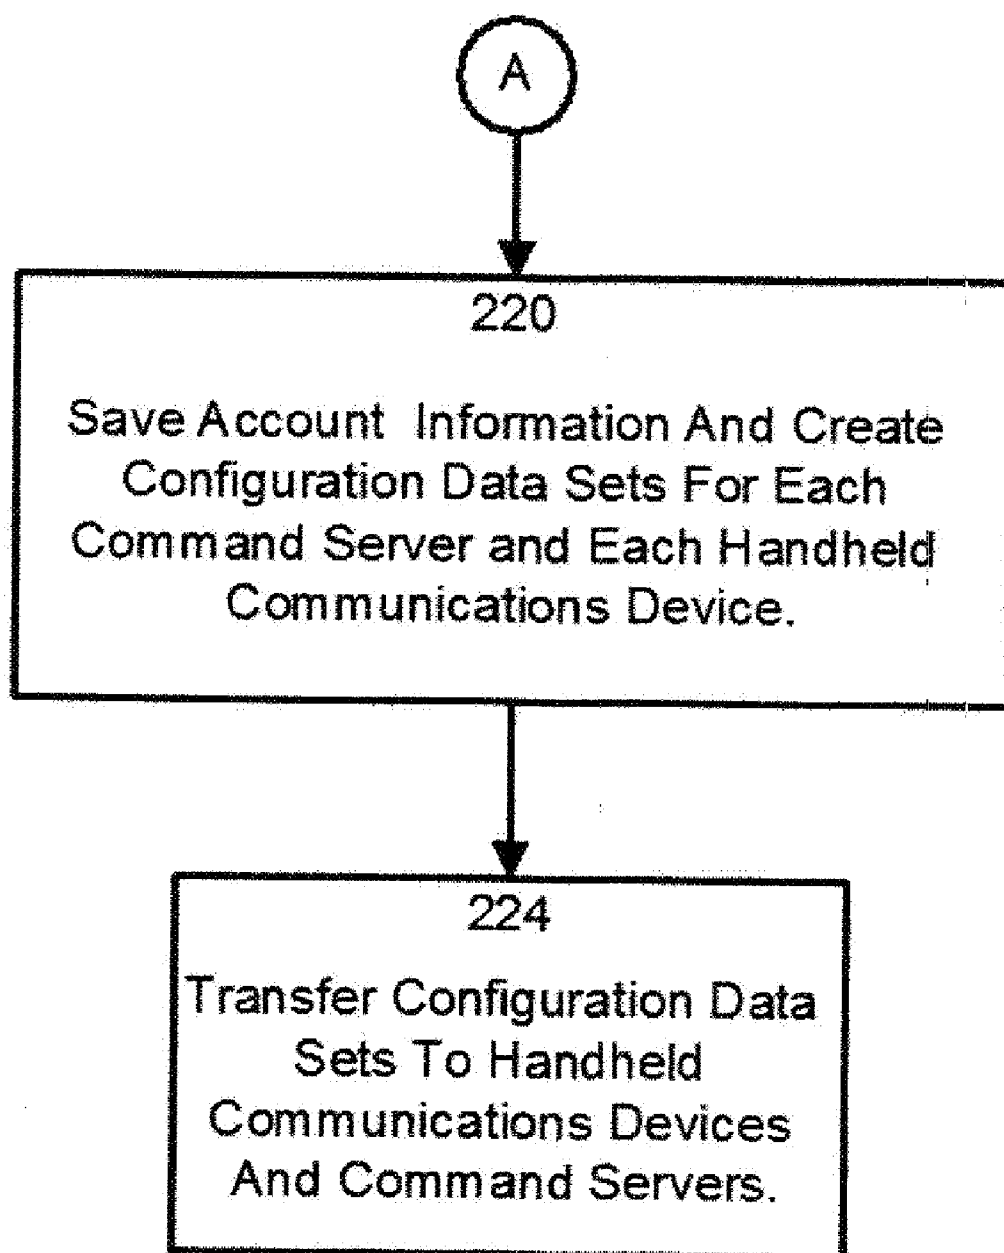 A
220
Save Account Information And Create
Configuration Data Sets For Each
Command Server and Each Handheld
Communications Device.
224
Transfer Configuration Data
Sets To Handheld
Communications Devices
And Command Servers.